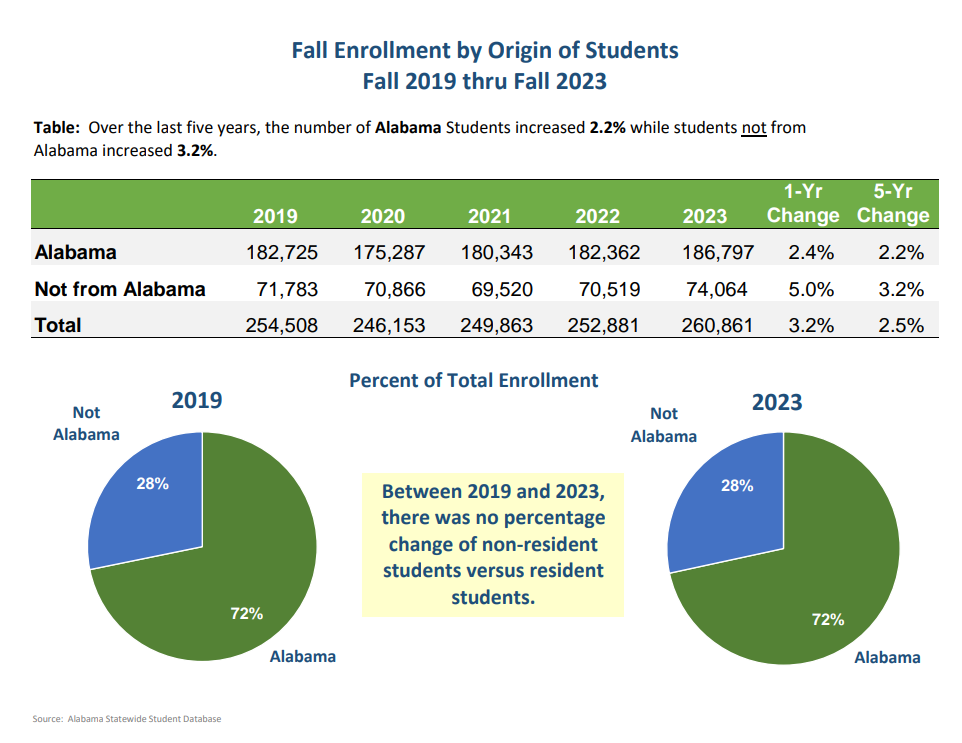 Fall Enrollment by Origin of Students
Fall 2019 thru Fall 2023
Table: Over the last five years, the number of Alabama Students increased 2.2% while students not from
Alabama increased 3.2%.
2019 2020 2021 2022 2023 1-Yr Change 5-Yr Change
Alabama 182,725 175,287 180,343 182,362 186,797 2.4% 2.2%
Not from Alabama 71,783 70,866 69,520 70,519 74,064 5.0% 3.2%
Total 254,508 246,153 249,863 252,881 260,861 3.2% 2.5%
Percent of Total Enrollment
2019
Not
Alabama
28%
72%
Alabama
Between 2019 and 2023,
there was no percentage
change of non-resident
students versus resident
students.
2023
Not
Alabama
28%
72%
Alabama
Source: Alabama Statewide Student Database